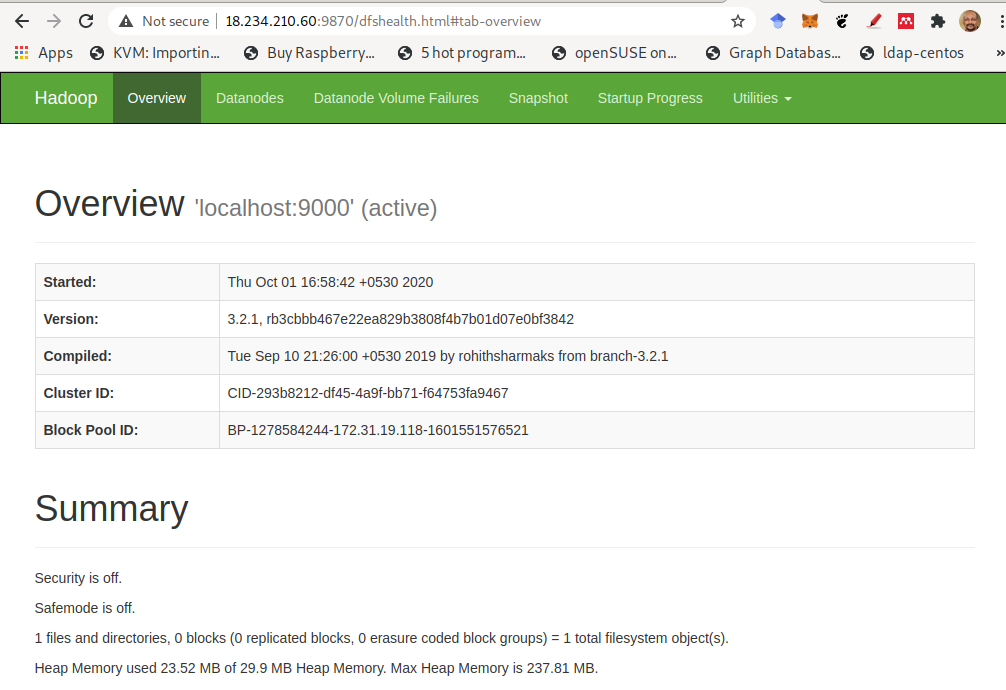 Not secure 18.234.210.60:9870/dfshealth.html#tab-overview
Apps KVM: Importin... Buy Raspberry... 5 hot program... openSUSE on... Graph Databas... ldap-centos »
Hadoop Overview Datanodes Datanode Volume Failures Snapshot Startup Progress Utilities
Overview 'localhost:9000' (active)
Started: Thu Oct 01 16:58:42 +0530 2020
Version: 3.2.1, rb3cbbb467e22ea829b3808f4b7b01d07e0bf3842
Compiled: Tue Sep 10 21:26:00 +0530 2019 by rohithsharmaks from branch-3.2.1
Cluster ID: CID-293b8212-df45-4a9f-bb71-f64753fa9467
Block Pool ID: BP-1278584244-172.31.19.118-1601551576521
Summary
Security is off.
Safemode is off.
1 files and directories, 0 blocks (0 replicated blocks, 0 erasure coded block groups) = 1 total filesystem object(s).
Heap Memory used 23.52 MB of 29.9 MB Heap Memory. Max Heap Memory is 237.81 MB.